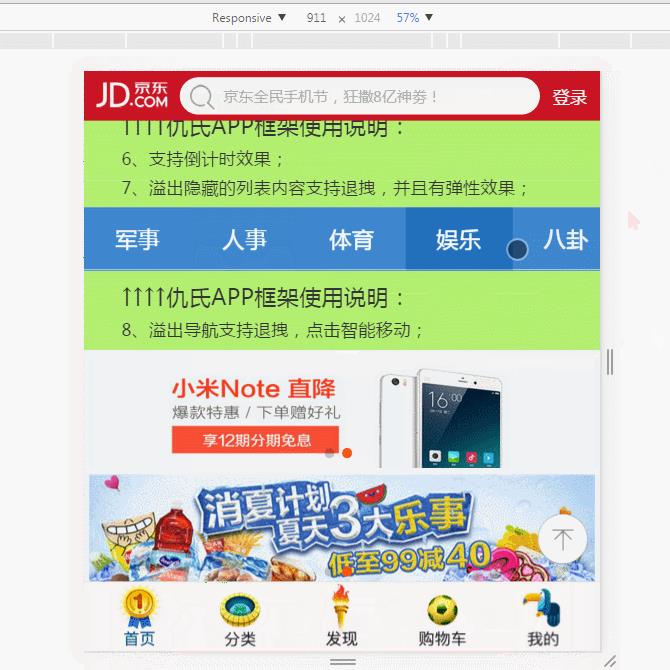 Responsive ▼ 911 × 1024 57% ▼
JD 京东 .COM
京东全民手机节，狂撒8亿神券！
登录
↑↑↑↑仇氏APP框架使用说明：
6、支持倒计时效果；
7、溢出隐藏的列表内容支持退拽，并且有弹性效果；
军事 人事 体育 娱乐 八卦
↑↑↑↑仇氏APP框架使用说明：
8、溢出导航支持退拽，点击智能移动；
小米Note 直降
爆款特惠 / 下单赠好礼
享12期分期免息
16:00
消夏计划
夏天3大乐事
低至99减40
首页 分类 发现 购物车 我的